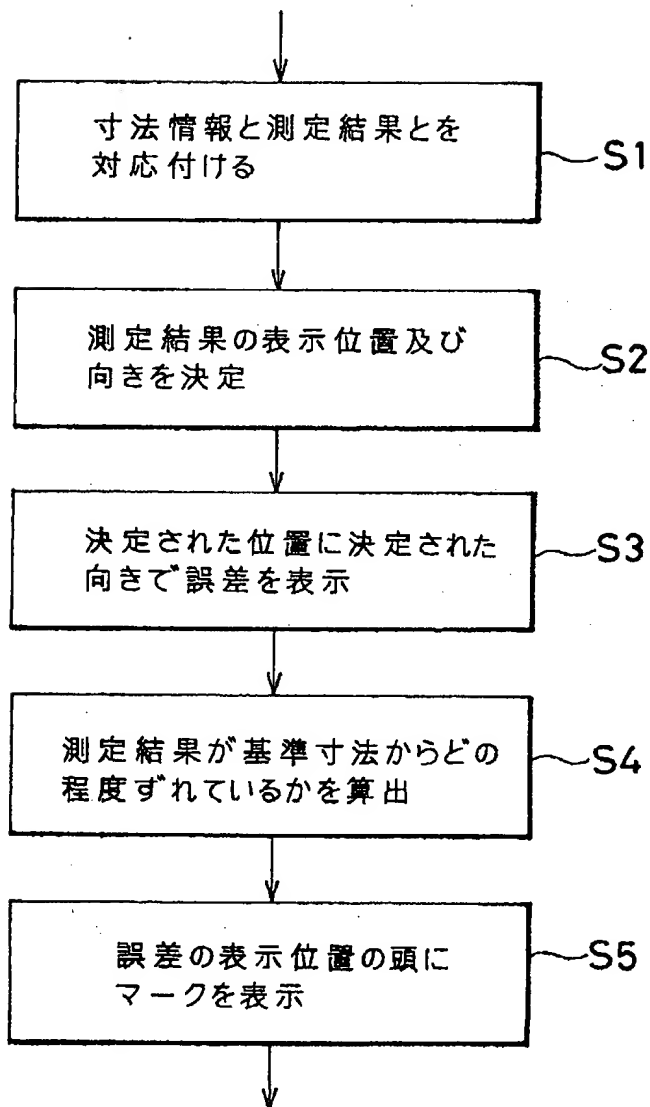 寸法情報と測定結果とを
対応付ける
S1
測定結果の表示位置及び
向きを決定
S2
決定された位置に決定された
向きで誤差を表示
S3
測定結果が基準寸法からどの
程度ずれているかを算出
S4
誤差の表示位置の頭に
マークを表示
S5